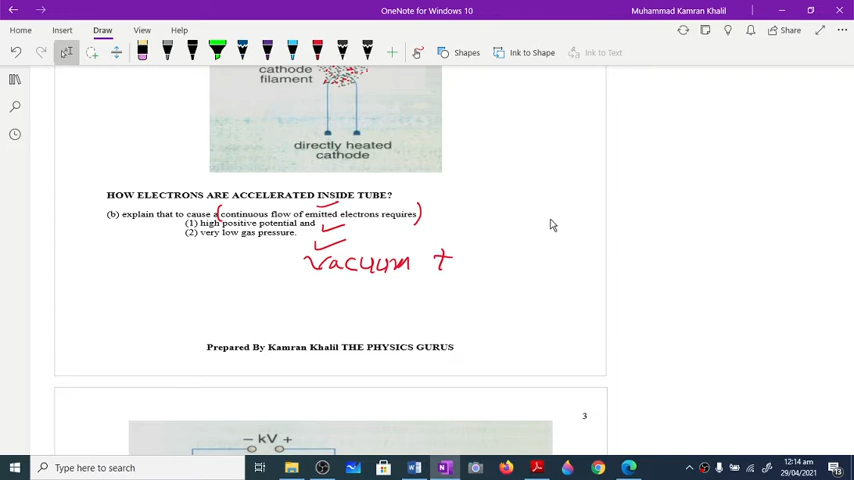 OneNote for Windows 10
Muhammad Kamran Khalil
Home Insert Draw View Help
Share
Shapes Ink to Shape Ink to Text
cathode
filament
directly heated
cathode
HOW ELECTRONS ARE ACCELERATED INSIDE TUBE?
(b) explain that to cause a (continuous flow of emitted electrons requires)
(1) high positive potential and
(2) very low gas pressure.
Vacuum +
Prepared By Kamran Khalil THE PHYSICS GURUS
3
– kV +
Type here to search
12:14 am
29/04/2021